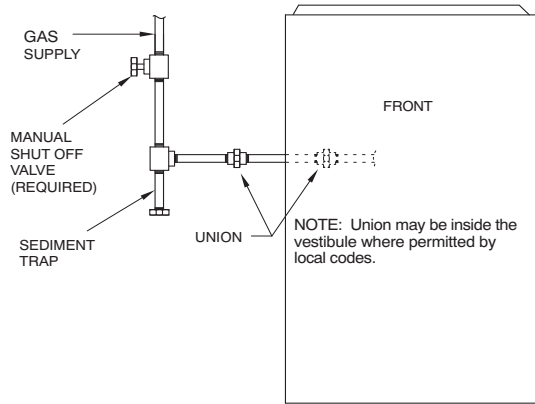 GAS
SUPPLY
FRONT
MANUAL
SHUT OFF
VALVE
(REQUIRED)
SEDIMENT
TRAP
UNION
NOTE: Union may be inside the
vestibule where permitted by
local codes.